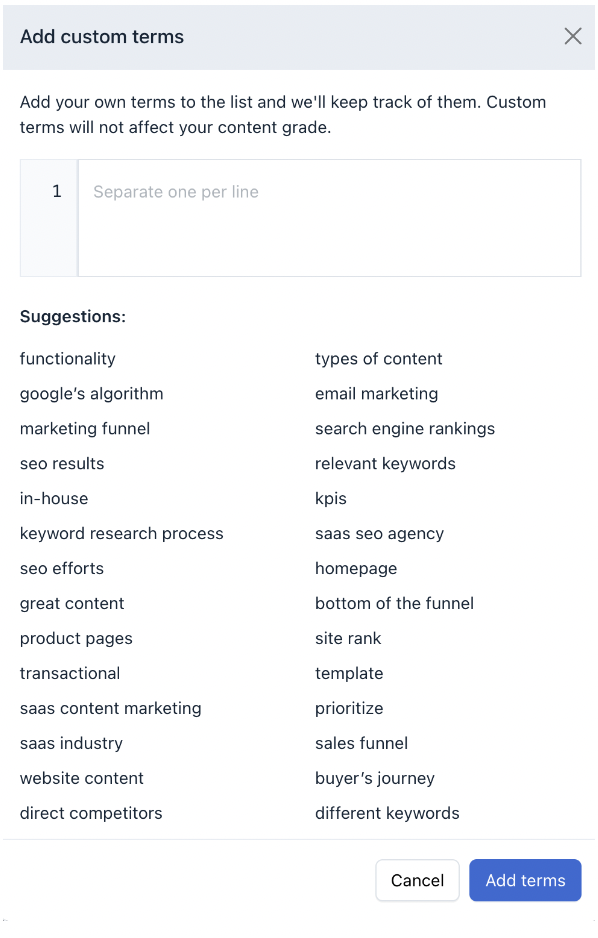 Add custom terms
Add your own terms to the list and we'll keep track of them. Custom
terms will not affect your content grade.
1
Separate one per line
Suggestions:
functionality
types of content
google's algorithm
email marketing
marketing funnel
search engine rankings
seo results
relevant keywords
in-house
kpis
keyword research process
saas seo agency
seo efforts
homepage
great content
bottom of the funnel
product pages
site rank
transactional
template
saas content marketing
prioritize
saas industry
sales funnel
website content
buyer's journey
direct competitors
different keywords
Cancel
Add terms